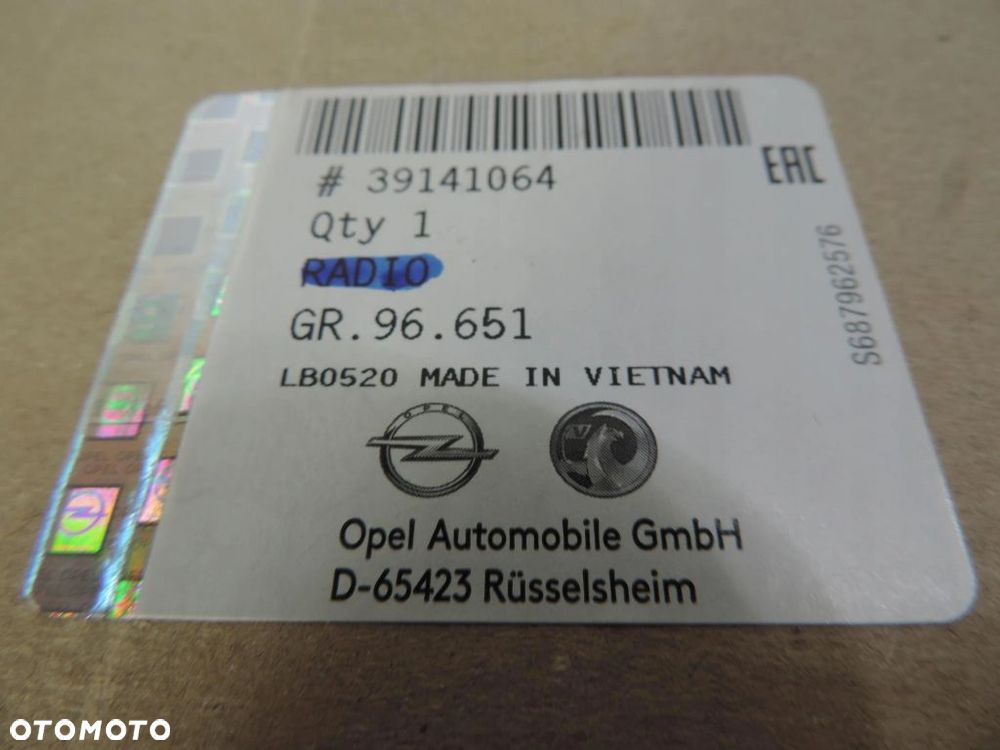 # 39141064
EAC
Qty 1
RADIO
GR.96.651
S687962576
LB0520 MADE IN VIETNAM
OPEL
Opel Automobile GmbH
D-65423 Rüsselsheim
OTOMOTO